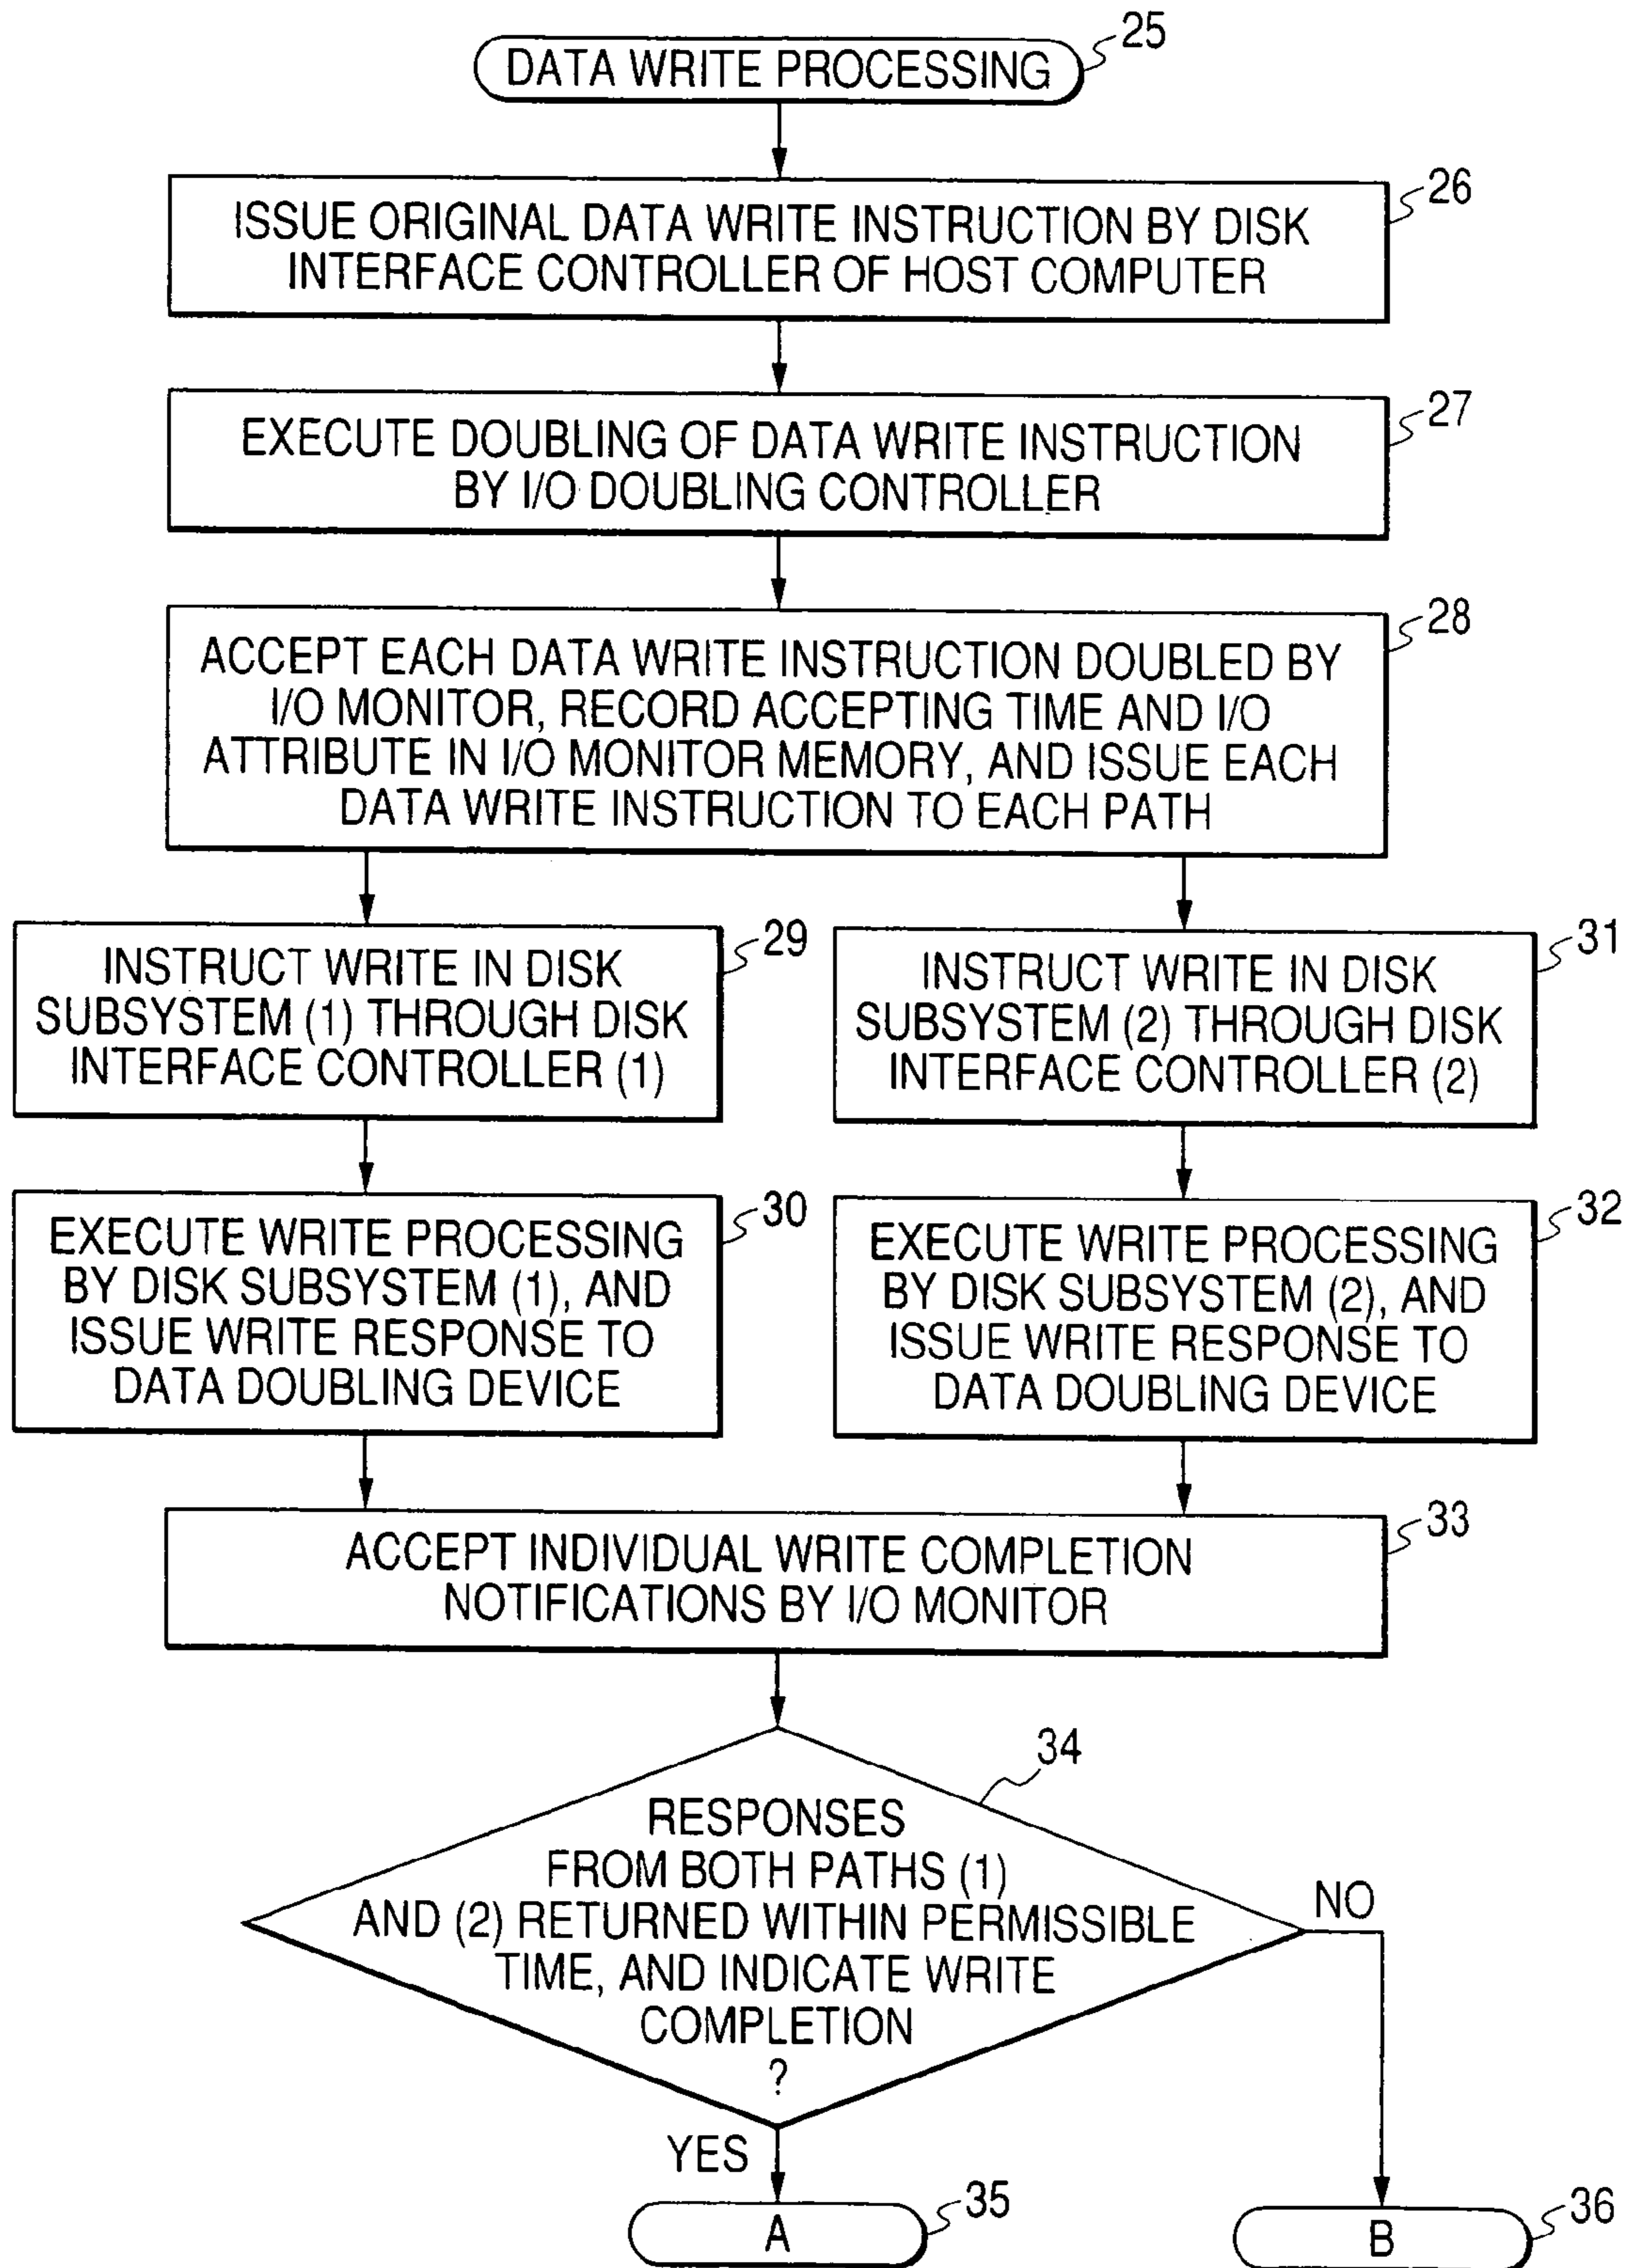 DATA WRITE PROCESSING
25
ISSUE ORIGINAL DATA WRITE INSTRUCTION BY DISK
INTERFACE CONTROLLER OF HOST COMPUTER
26
EXECUTE DOUBLING OF DATA WRITE INSTRUCTION
BY I/O DOUBLING CONTROLLER
27
ACCEPT EACH DATA WRITE INSTRUCTION DOUBLED BY
I/O MONITOR, RECORD ACCEPTING TIME AND I/O
ATTRIBUTE IN I/O MONITOR MEMORY, AND ISSUE EACH
DATA WRITE INSTRUCTION TO EACH PATH
28
INSTRUCT WRITE IN DISK
SUBSYSTEM (1) THROUGH DISK
INTERFACE CONTROLLER (1)
29
INSTRUCT WRITE IN DISK
SUBSYSTEM (2) THROUGH DISK
INTERFACE CONTROLLER (2)
31
EXECUTE WRITE PROCESSING
BY DISK SUBSYSTEM (1), AND
ISSUE WRITE RESPONSE TO
DATA DOUBLING DEVICE
30
EXECUTE WRITE PROCESSING
BY DISK SUBSYSTEM (2), AND
ISSUE WRITE RESPONSE TO
DATA DOUBLING DEVICE
32
ACCEPT INDIVIDUAL WRITE COMPLETION
NOTIFICATIONS BY I/O MONITOR
33
34
RESPONSES
FROM BOTH PATHS (1)
AND (2) RETURNED WITHIN PERMISSIBLE
TIME, AND INDICATE WRITE
COMPLETION
?
NO
YES
A
35
B
36